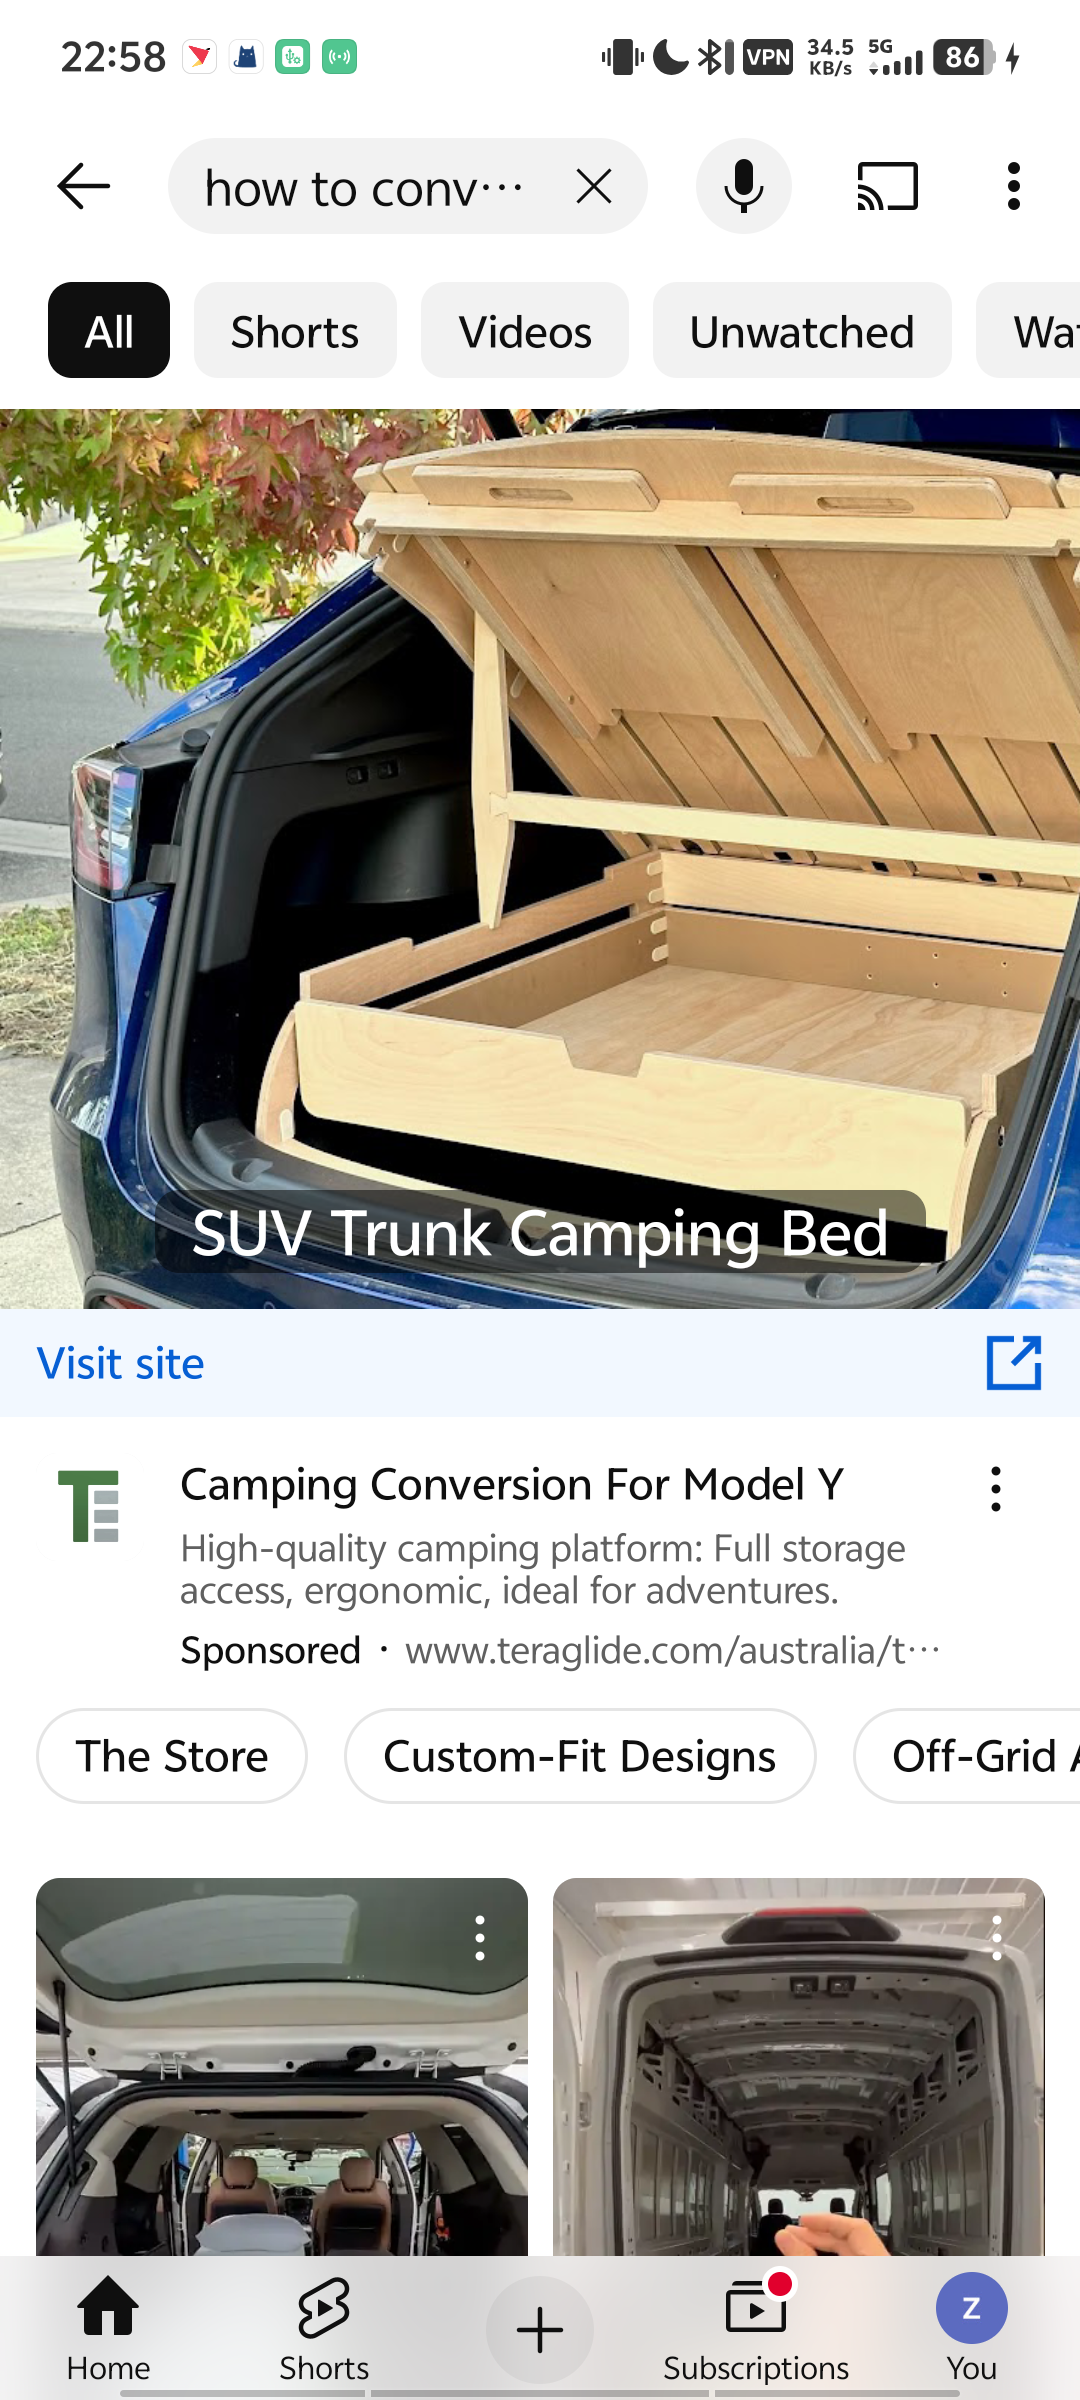 22:58
VPN
34.5
KB/s
5G
86
how to conv···
All
Shorts
Videos
Unwatched
SUV Trunk Camping Bed
Visit site
TE
Camping Conversion For Model Y
High-quality camping platform: Full storage
access, ergonomic, ideal for adventures.
Sponsored · www.teraglide.com/australia/t···
The Store
Custom-Fit Designs
Off-Grid
Home
Shorts
Subscriptions
Z
You